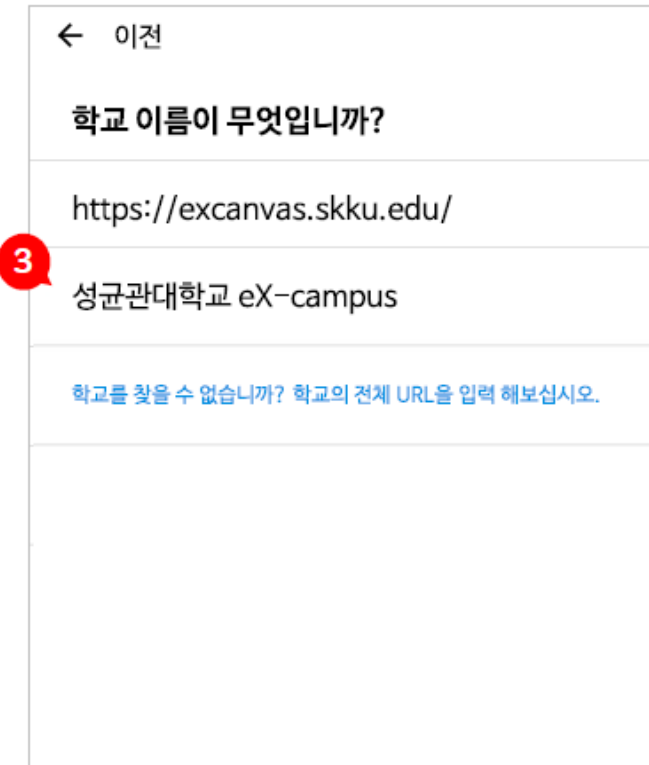 ← 이전
학교 이름이 무엇입니까?
https://excanvas.skku.edu/
3
성균관대학교 eX-campus
학교를 찾을 수 없습니까? 학교의 전체 URL을 입력 해보십시오.